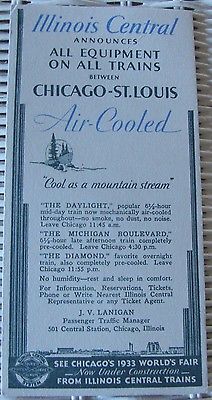 Illinois Central
ANNOUNCES
ALL EQUIPMENT
ON ALL TRAINS
BETWEEN
CHICAGO-ST.LOUIS
Air-Cooled
"Cool as a mountain stream"
"THE DAYLIGHT," popular 6½-hour
mid-day train now mechanically air-cooled
throughout—no smoke, no dust, no noise.
Leave Chicago 11:45 a.m.
"THE MICHIGAN BOULEVARD,"
6½-hour late afternoon train completely
pre-cooled. Leave Chicago 4:30 p.m.
"THE DIAMOND," favorite overnight
train, also completely pre-cooled. Leave
Chicago 11:55 p.m.
No humidity—rest and sleep in comfort.
For Information, Reservations, Tickets,
Phone or Write Nearest Illinois Central
Representative or any Ticket Agent.
J. V. LANIGAN
Passenger Traffic Manager
501 Central Station, Chicago, Illinois
SEE CHICAGO'S 1933 WORLD'S FAIR
Now Under Construction
FROM ILLINOIS CENTRAL TRAINS